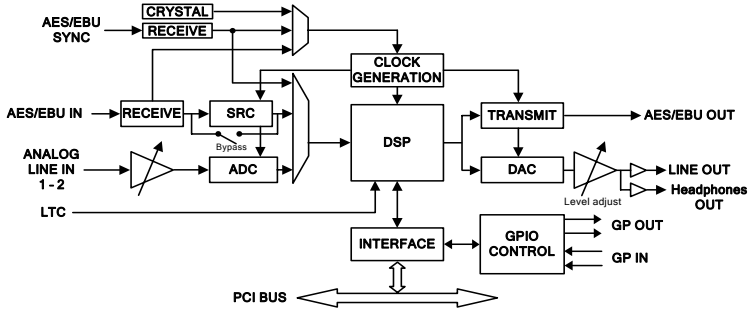 CRYSTAL
AES/EBU
SYNC
RECEIVE
CLOCK
GENERATION
AES/EBU IN
RECEIVE
SRC
Bypass
DSP
TRANSMIT
AES/EBU OUT
ANALOG
LINE IN
1 - 2
ADC
DAC
Level adjust
LINE OUT
Headphones
OUT
LTC
INTERFACE
GPIO
CONTROL
GP OUT
GP IN
PCI BUS